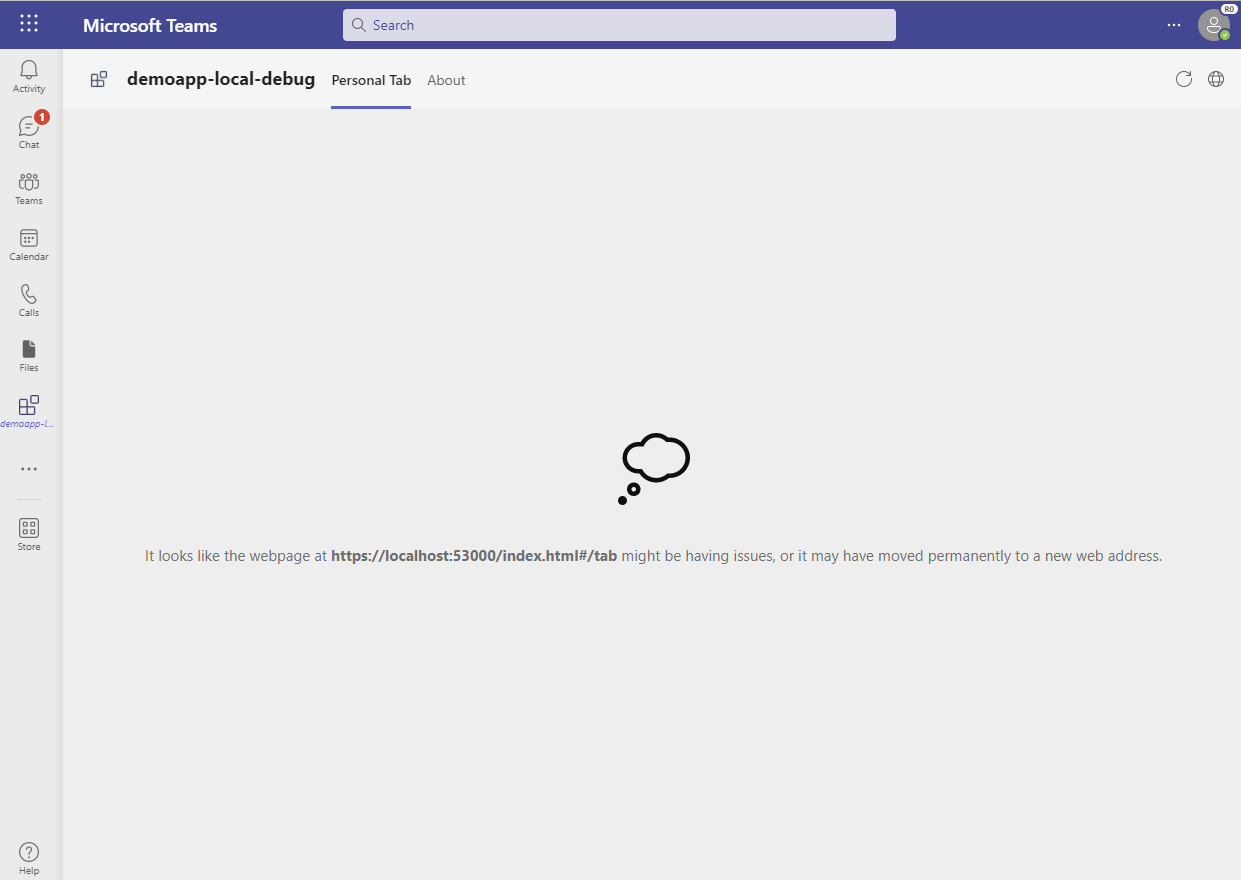 Microsoft Teams
Search
RO
Activity
1
Chat
Teams
Calendar
Calls
Files
demoapp-l...
Store
Help
demoapp-local-debug
Personal Tab
About
It looks like the webpage at https://localhost:53000/index.html#/tab might be having issues, or it may have moved permanently to a new web address.